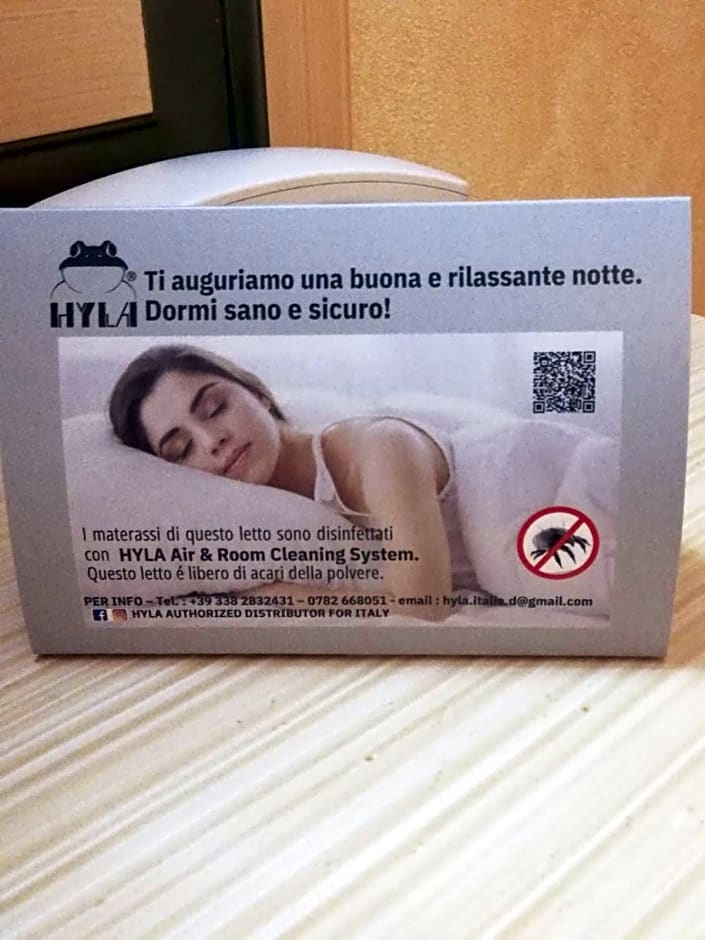 Ti auguriamo una buona e rilassante notte.
HYLA® Dormi sano e sicuro!
I materassi di questo letto sono disinfettati
con HYLA Air & Room Cleaning System.
Questo letto é libero di acari della polvere.
PER INFO – Tel. : +39 338 2832431 – 0782 668051 - email : hyla.italia.d@gmail.com
HYLA AUTHORIZED DISTRIBUTOR FOR ITALY